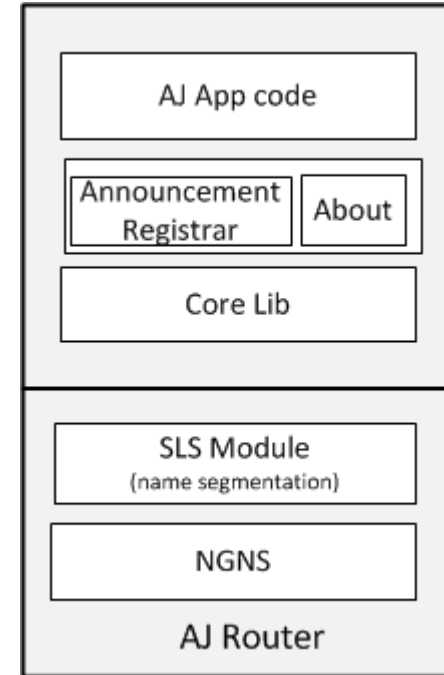 AJ App code
Announcement
Registrar
About
Core Lib
SLS Module
(name segmentation)
NGNS
AJ Router